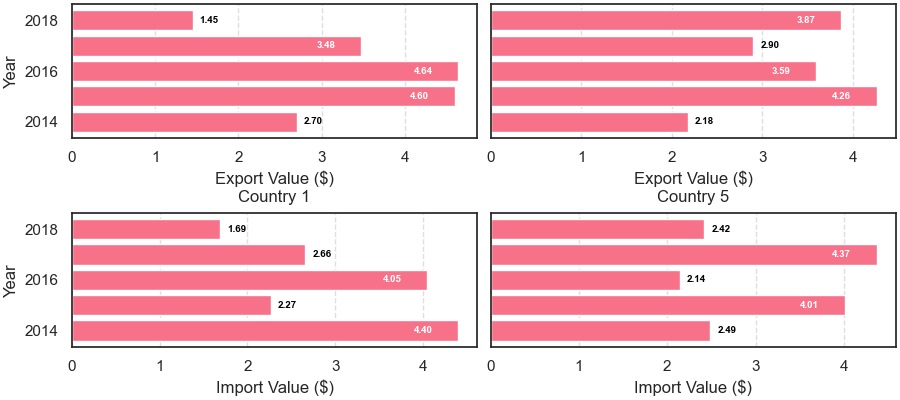 2018
2016
2014
Year
1.45
3.48
4.64
4.60
2.70
3.87
2.90
3.59
4.26
2.18
0 1 2 3 4
0 1 2 3 4
Export Value ($)
Export Value ($)
Country 1
Country 5
2018
2016
2014
Year
1.69
2.66
4.05
2.27
4.40
2.42
4.37
2.14
4.01
2.49
0 1 2 3 4
0 1 2 3 4
Import Value ($)
Import Value ($)